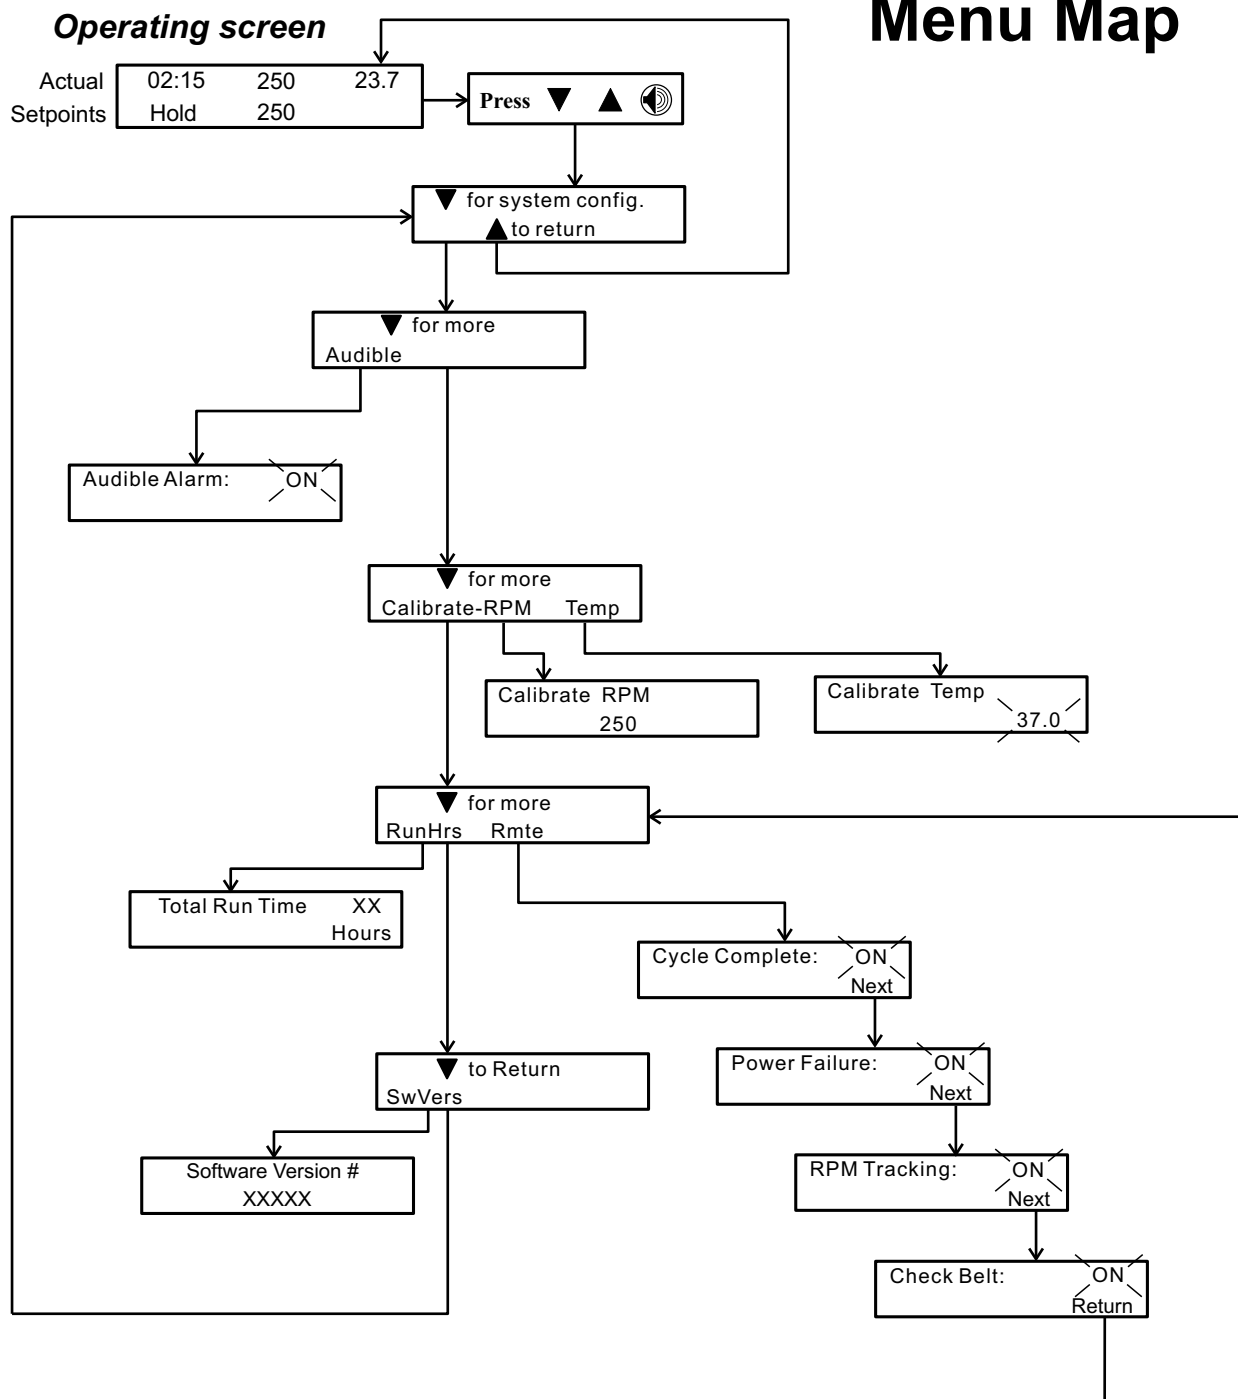 Menu Map
Operating screen
Actual 02:15 250 23.7
Setpoints Hold 250
Press ▼ ▲
▼ for system config.
▲ to return
▼ for more
Audible
Audible Alarm: ON
▼ for more
Calibrate-RPM Temp
Calibrate RPM
250
Calibrate Temp
37.0
▼ for more
RunHrs Rmte
Total Run Time XX
Hours
Cycle Complete: ON
Next
Power Failure: ON
Next
▼ to Return
SwVers
RPM Tracking: ON
Next
Software Version #
XXXXX
Check Belt: ON
Return